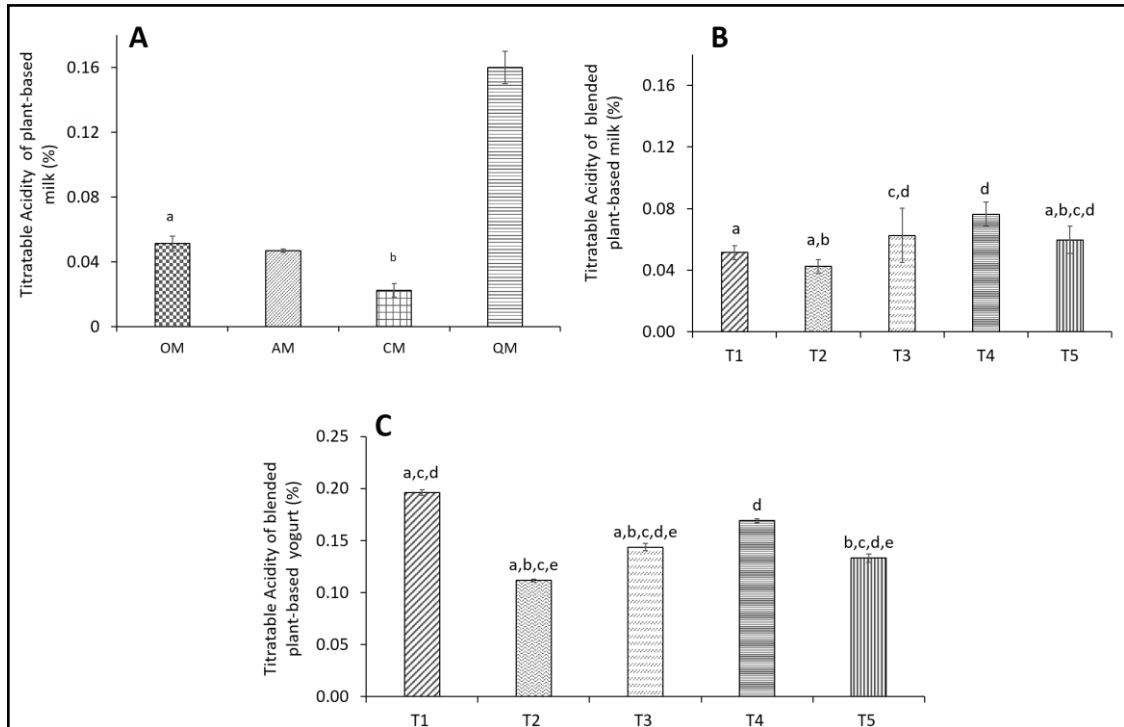 A
Titratable Acidity of plant-based
milk (%)
0.16
0.12
0.08
0.04
0
a
b
OM
AM
CM
QM
B
Titratable Acidity of blended
plant-based milk (%)
0.16
0.12
0.08
0.04
0.00
a
a,b
c,d
d
a,b,c,d
T1
T2
T3
T4
T5
C
Titratable Acidity of blended
plant-based yogurt (%)
0.25
0.20
0.15
0.10
0.05
0.00
a,c,d
a,b,c,e
a,b,c,d,e
d
b,c,d,e
T1
T2
T3
T4
T5